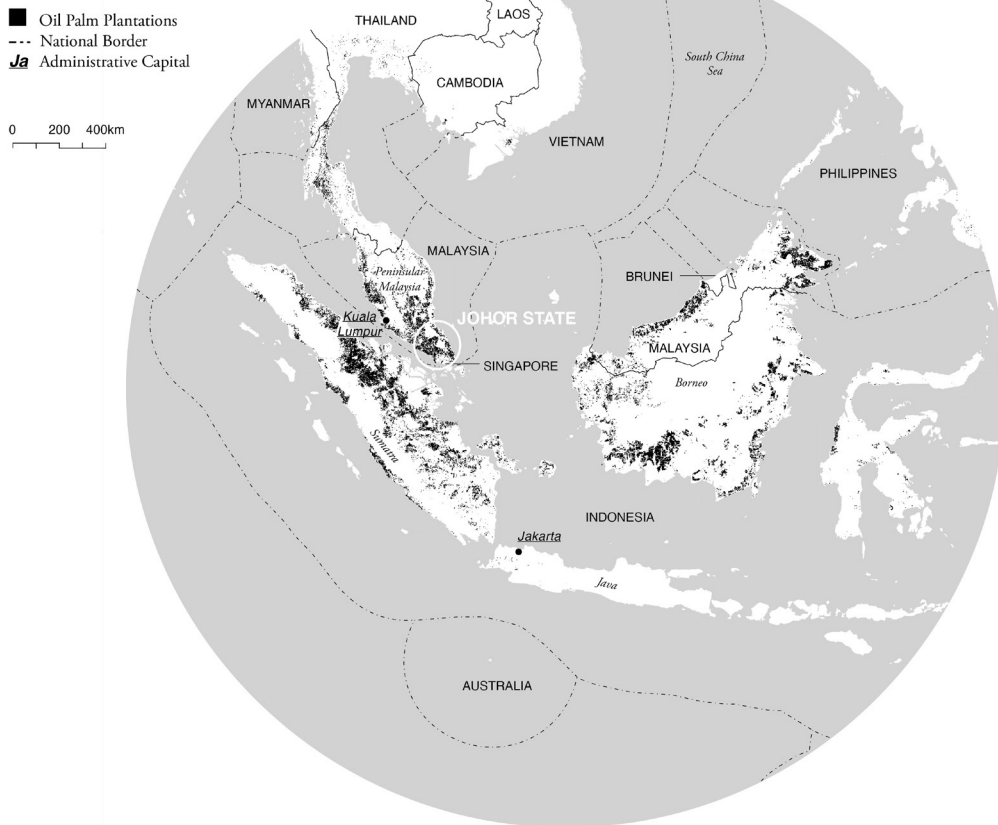 Oil Palm Plantations
National Border
Ja Administrative Capital
0 200 400km
THAILAND
LAOS
CAMBODIA
MYANMAR
VIETNAM
South China
Sea
PHILIPPINES
MALAYSIA
Peninsular
Malaysia
BRUNEI
Kuala
Lumpur
JOHOR STATE
SINGAPORE
MALAYSIA
Borneo
Sumatra
INDONESIA
Jakarta
Java
AUSTRALIA